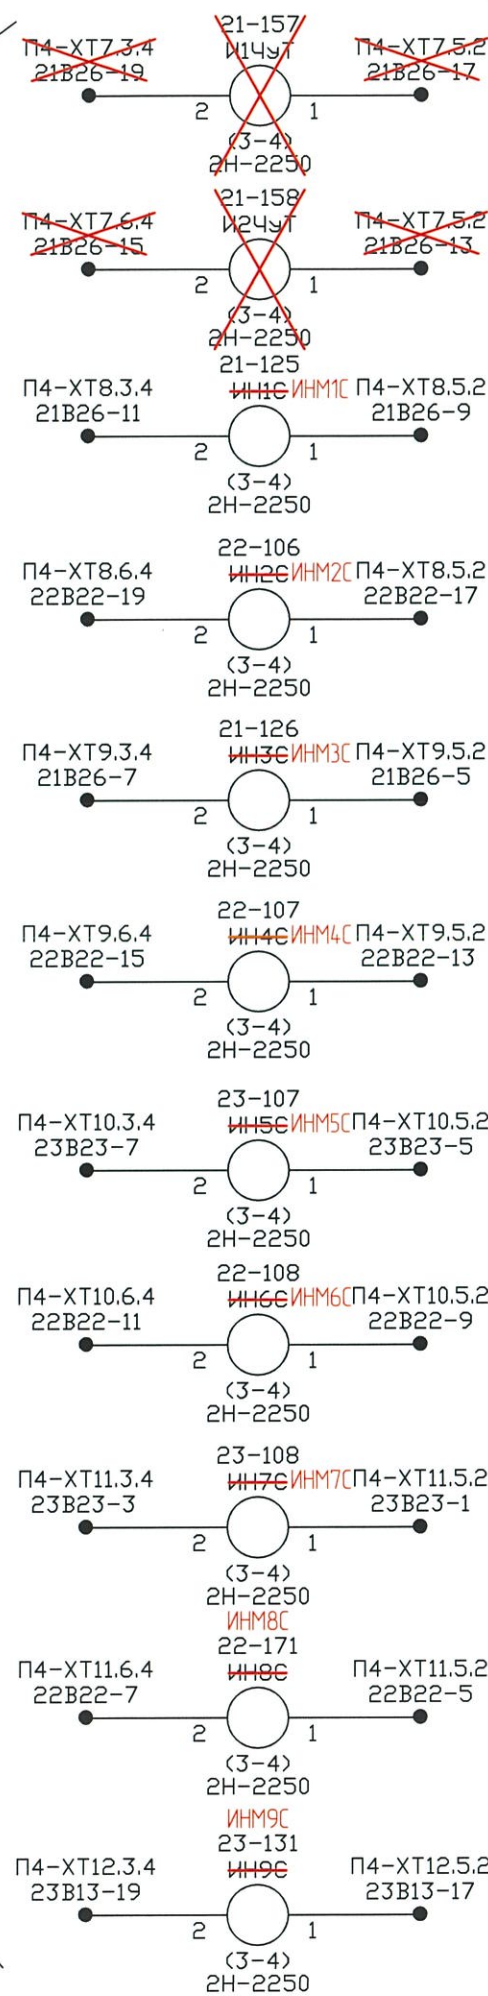 21-157
П4-ХТ7.3.4 И1ЧУТ П4-ХТ7.5.2
21В26-19 21В26-17
2 1
(3-4)
2Н-2250
21-158
П4-ХТ7.6.4 И2ЧУТ П4-ХТ7.5.2
21В26-15 21В26-13
2 1
(3-4)
2Н-2250
21-125
П4-ХТ8.3.4 ИН1С ИНМ1С П4-ХТ8.5.2
21В26-11 21В26-9
2 1
(3-4)
2Н-2250
22-106
П4-ХТ8.6.4 ИН2С ИНМ2С П4-ХТ8.5.2
22В22-19 22В22-17
2 1
(3-4)
2Н-2250
21-126
П4-ХТ9.3.4 ИН3С ИНМ3С П4-ХТ9.5.2
21В26-7 21В26-5
2 1
(3-4)
2Н-2250
22-107
П4-ХТ9.6.4 ИН4С ИНМ4С П4-ХТ9.5.2
22В22-15 22В22-13
2 1
(3-4)
2Н-2250
23-107
П4-ХТ10.3.4 ИН5С ИНМ5С П4-ХТ10.5.2
23В23-7 23В23-5
2 1
(3-4)
2Н-2250
22-108
П4-ХТ10.6.4 ИН6С ИНМ6С П4-ХТ10.5.2
22В22-11 22В22-9
2 1
(3-4)
2Н-2250
23-108
П4-ХТ11.3.4 ИН7С ИНМ7С П4-ХТ11.5.2
23В23-3 23В23-1
2 1
(3-4)
2Н-2250
ИНМ8С
22-171
П4-ХТ11.6.4 ИН8С П4-ХТ11.5.2
22В22-7 22В22-5
2 1
(3-4)
2Н-2250
ИНМ9С
23-131
П4-ХТ12.3.4 ИН9С П4-ХТ12.5.2
23В13-19 23В13-17
2 1
(3-4)
2Н-2250